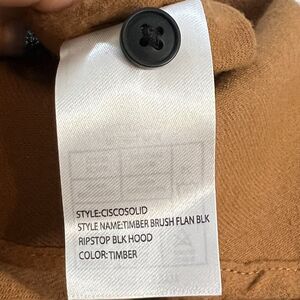 STYLE:CISCOSOLID
STYLE NAME:TIMBER BRUSH FLAN BLK
RIPSTOP BLK HOOD
COLOR:TIMBER